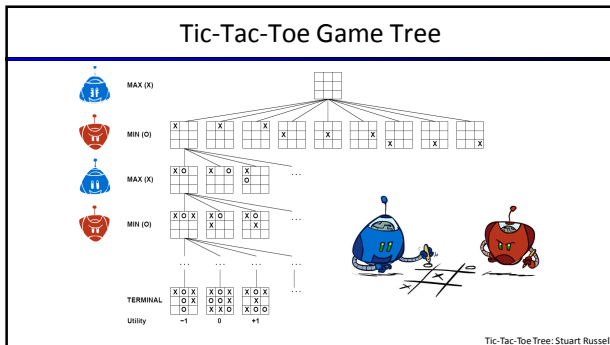 Tic-Tac-Toe Game Tree
MAX (X)
X X X
MIN (O) X X X
X X X
X O X O X
MAX (X) O ...
X O X X O X O
MIN (O) X X ...
... ... ... ...
X O X X O X X O X
TERMINAL O X O O X X
O X X O X O O
Utility −1 0 +1
X O
X
Tic-Tac-Toe Tree: Stuart Russel